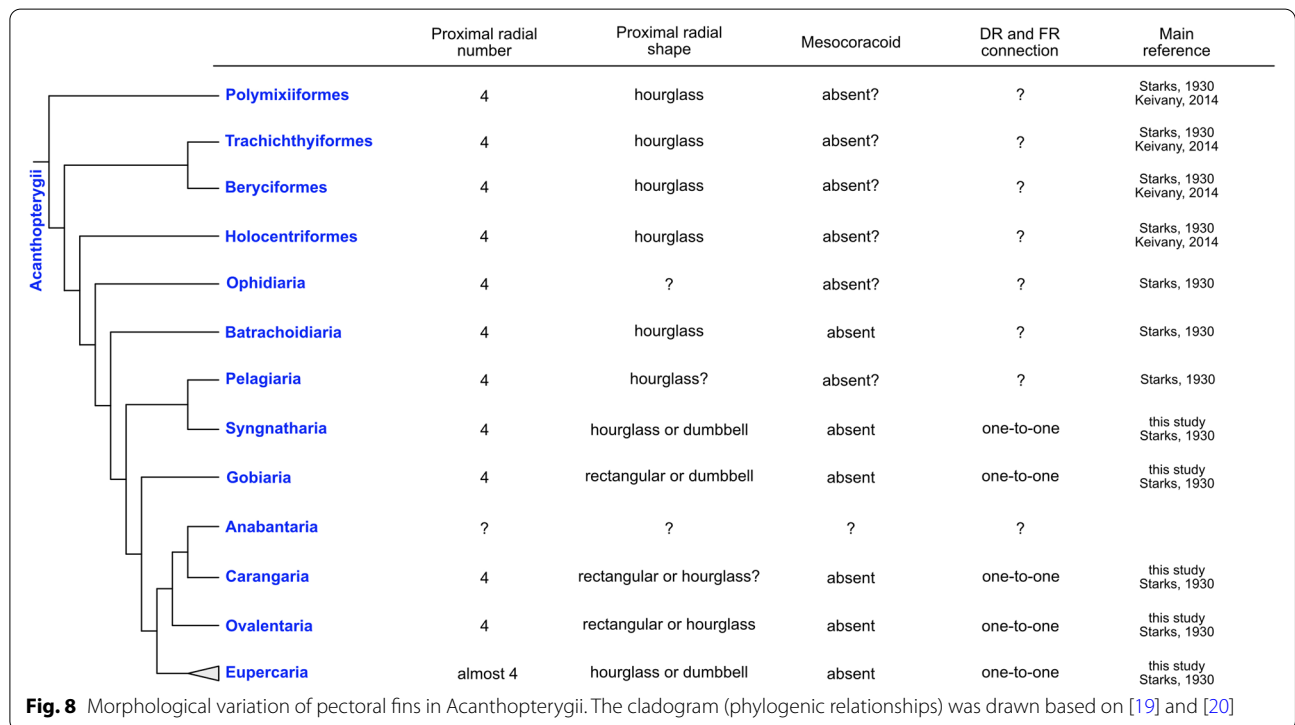 Proximal radial number Proximal radial shape Mesocoracoid DR and FR connection Main reference
Acanthopterygii
Polymixiiformes 4 hourglass absent? ? Starks, 1930 Keivany, 2014
Trachichthyiformes 4 hourglass absent? ? Starks, 1930 Keivany, 2014
Beryciformes 4 hourglass absent? ? Starks, 1930 Keivany, 2014
Holocentriformes 4 hourglass absent? ? Starks, 1930 Keivany, 2014
Ophidiaria 4 ? absent? ? Starks, 1930
Batrachoidiaria 4 hourglass absent ? Starks, 1930
Pelagiaria 4 hourglass? absent? ? Starks, 1930
Syngnatharia 4 hourglass or dumbbell absent one-to-one this study Starks, 1930
Gobiaria 4 rectangular or dumbbell absent one-to-one this study Starks, 1930
Anabantaria ? ? ? ?
Carangaria 4 rectangular or hourglass? absent one-to-one this study Starks, 1930
Ovalentaria 4 rectangular or hourglass absent one-to-one this study Starks, 1930
Eupercaria almost 4 hourglass or dumbbell absent one-to-one this study Starks, 1930
Fig. 8 Morphological variation of pectoral fins in Acanthopterygii. The cladogram (phylogenic relationships) was drawn based on [19] and [20]